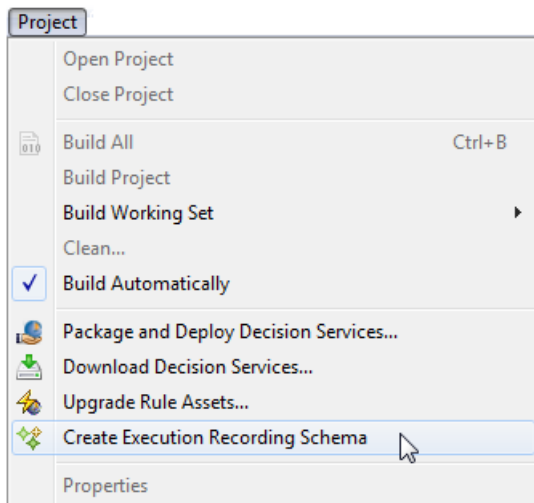 Project
Open Project
Close Project
010
Build All Ctrl+B
Build Project
Build Working Set
Clean...
Build Automatically
Package and Deploy Decision Services...
Download Decision Services...
Upgrade Rule Assets...
Create Execution Recording Schema
Properties